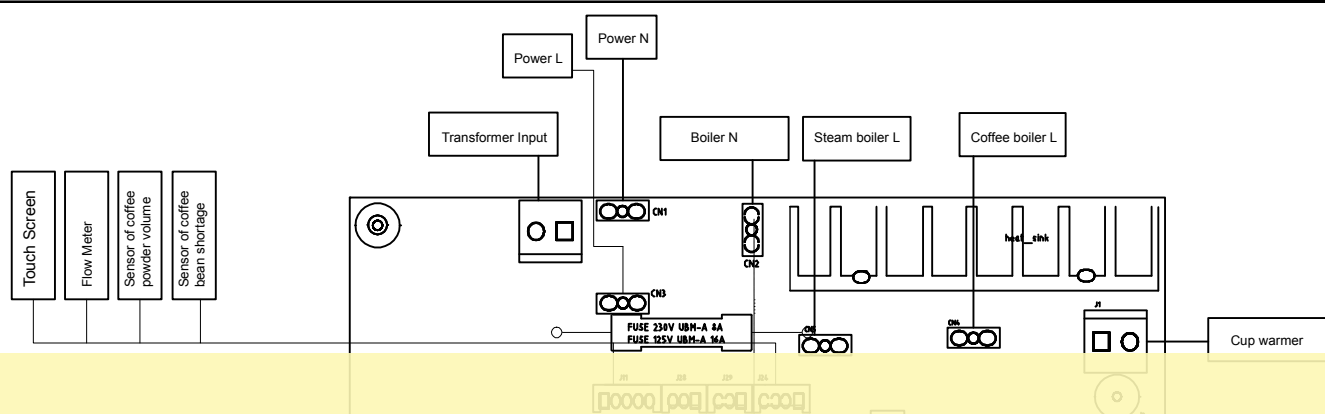 Power N
Power L
Transformer Input
Boiler N
Steam boiler L
Coffee boiler L
Touch Screen
Flow Meter
Sensor of coffee
powder volume
Sensor of coffee
bean shortage
CN1
CN2
heat_sink
CN3
J1
FUSE 230V UBM-A 8A
FUSE 125V UBM-A 16A
CN5
CN4
Cup warmer